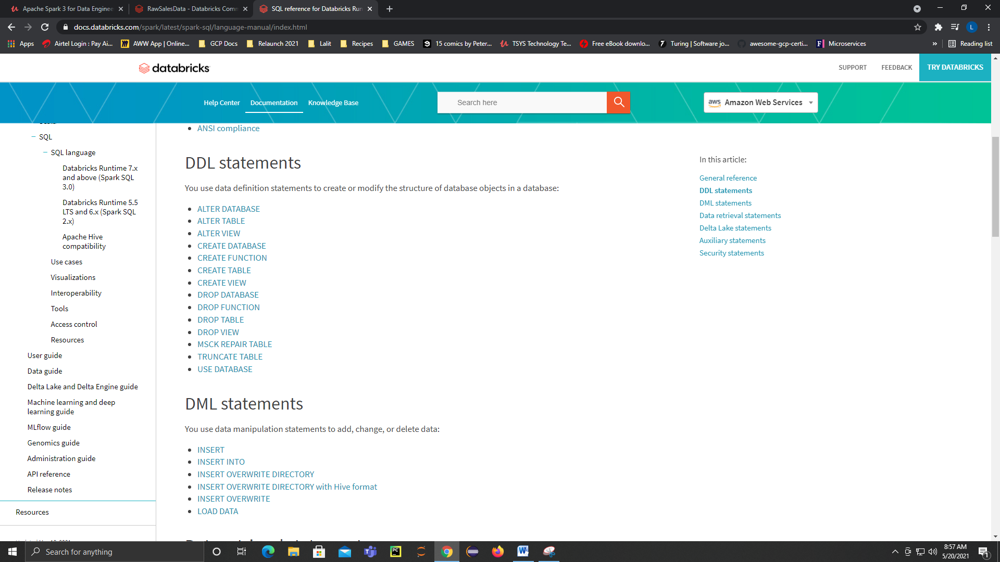 Apache Spark 3 for Data Enginee
RawSalesData - Databricks Comm
SQL reference for Databricks Run
docs.databricks.com/spark/latest/spark-sql/language-manual/index.html
L
Apps
Airtel Login : Pay Ai...
AWW App | Online...
GCP Docs
Relaunch 2021
Lalit
Recipes
GAMES
15 comics by Peter...
TSYS Technology Te...
Free eBook downlo...
Turing | Software jo...
awesome-gcp-certi...
Microservices
»
Reading list
databricks
SUPPORT
FEEDBACK
TRY DATABRICKS
Help Center
Documentation
Knowledge Base
Search here
aws Amazon Web Services
SQL
SQL language
Databricks Runtime 7.x
and above (Spark SQL
3.0)
Databricks Runtime 5.5
LTS and 6.x (Spark SQL
2.x)
Apache Hive
compatibility
Use cases
Visualizations
Interoperability
Tools
Access control
Resources
User guide
Data guide
Delta Lake and Delta Engine guide
Machine learning and deep
learning guide
MLflow guide
Genomics guide
Administration guide
API reference
Release notes
Resources
ANSI compliance
DDL statements
You use data definition statements to create or modify the structure of database objects in a database:
ALTER DATABASE
ALTER TABLE
ALTER VIEW
CREATE DATABASE
CREATE FUNCTION
CREATE TABLE
CREATE VIEW
DROP DATABASE
DROP FUNCTION
DROP TABLE
DROP VIEW
MSCK REPAIR TABLE
TRUNCATE TABLE
USE DATABASE
DML statements
You use data manipulation statements to add, change, or delete data:
INSERT
INSERT INTO
INSERT OVERWRITE DIRECTORY
INSERT OVERWRITE DIRECTORY with Hive format
INSERT OVERWRITE
LOAD DATA
In this article:
General reference
DDL statements
DML statements
Data retrieval statements
Delta Lake statements
Auxiliary statements
Security statements
Search for anything
8:57 AM
5/20/2021
1